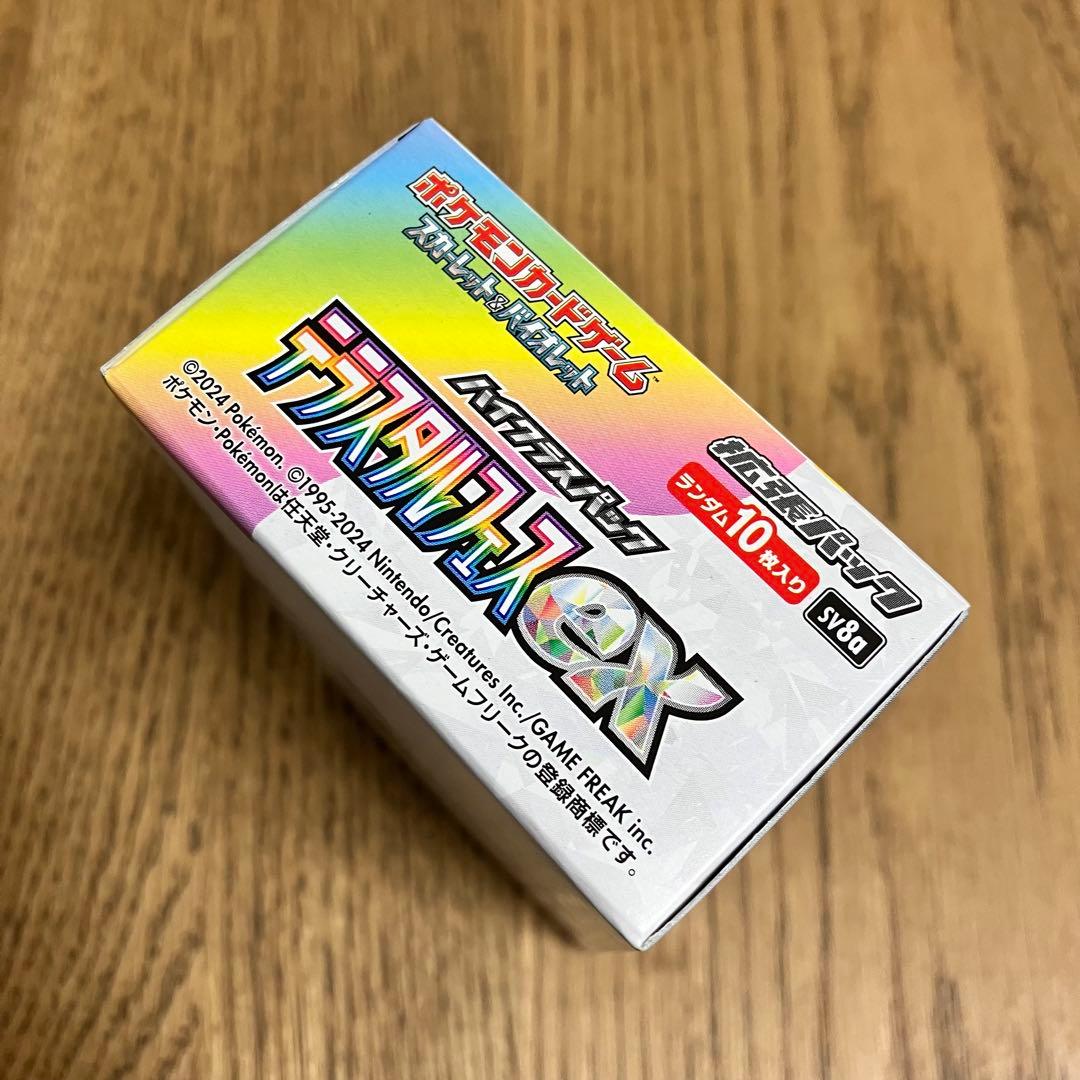 ポケモンカードゲーム™
スカーレット&バイオレット
ハイクラスパック
テラスタルフェスex
拡張パック
ランダム10枚入り
sv8a
©2024 Pokémon. ©1995-2024 Nintendo/Creatures Inc./GAME FREAK inc.
ポケモン・Pokémonは任天堂・クリーチャーズ・ゲームフリークの登録商標です。